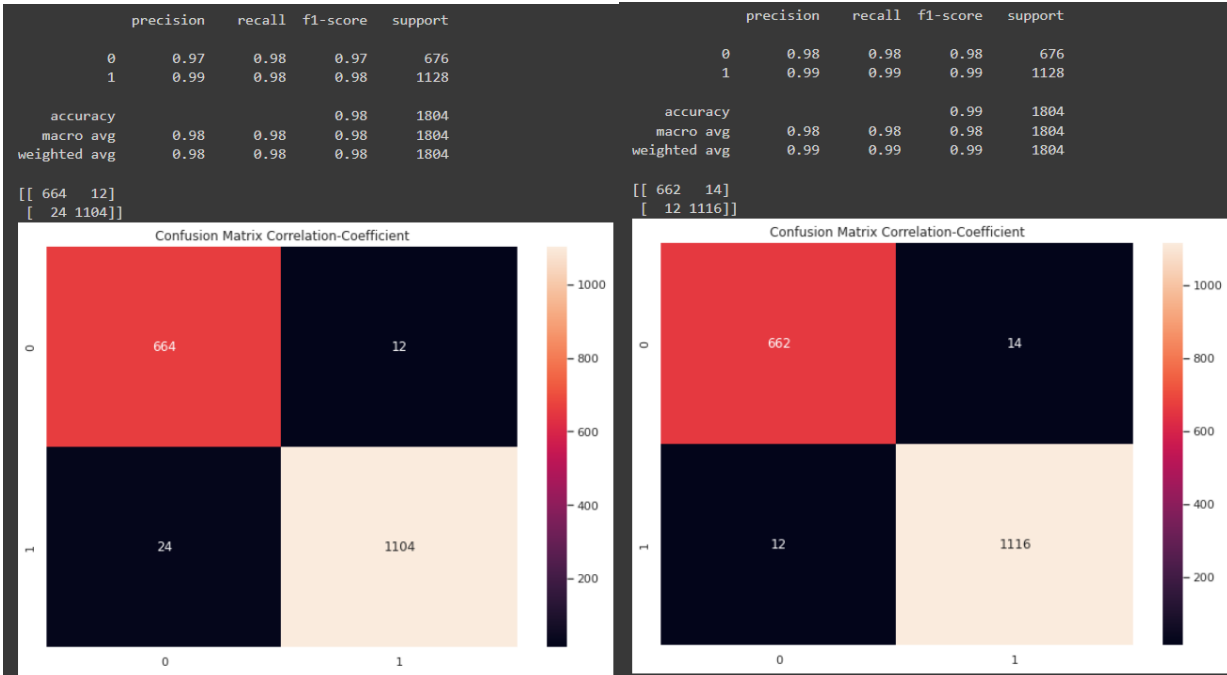 precision recall f1-score support
0 0.97 0.98 0.97 676
1 0.99 0.98 0.98 1128
accuracy 0.98 1804
macro avg 0.98 0.98 0.98 1804
weighted avg 0.98 0.98 0.98 1804
[[ 664 12]
[ 24 1104]]
Confusion Matrix Correlation-Coefficient
0
664
12
1
24
1104
0
1
1000
800
600
400
200
precision recall f1-score support
0 0.98 0.98 0.98 676
1 0.99 0.99 0.99 1128
accuracy 0.99 1804
macro avg 0.98 0.98 0.98 1804
weighted avg 0.99 0.99 0.99 1804
[[ 662 14]
[ 12 1116]]
Confusion Matrix Correlation-Coefficient
0
662
14
1
12
1116
0
1
1000
800
600
400
200